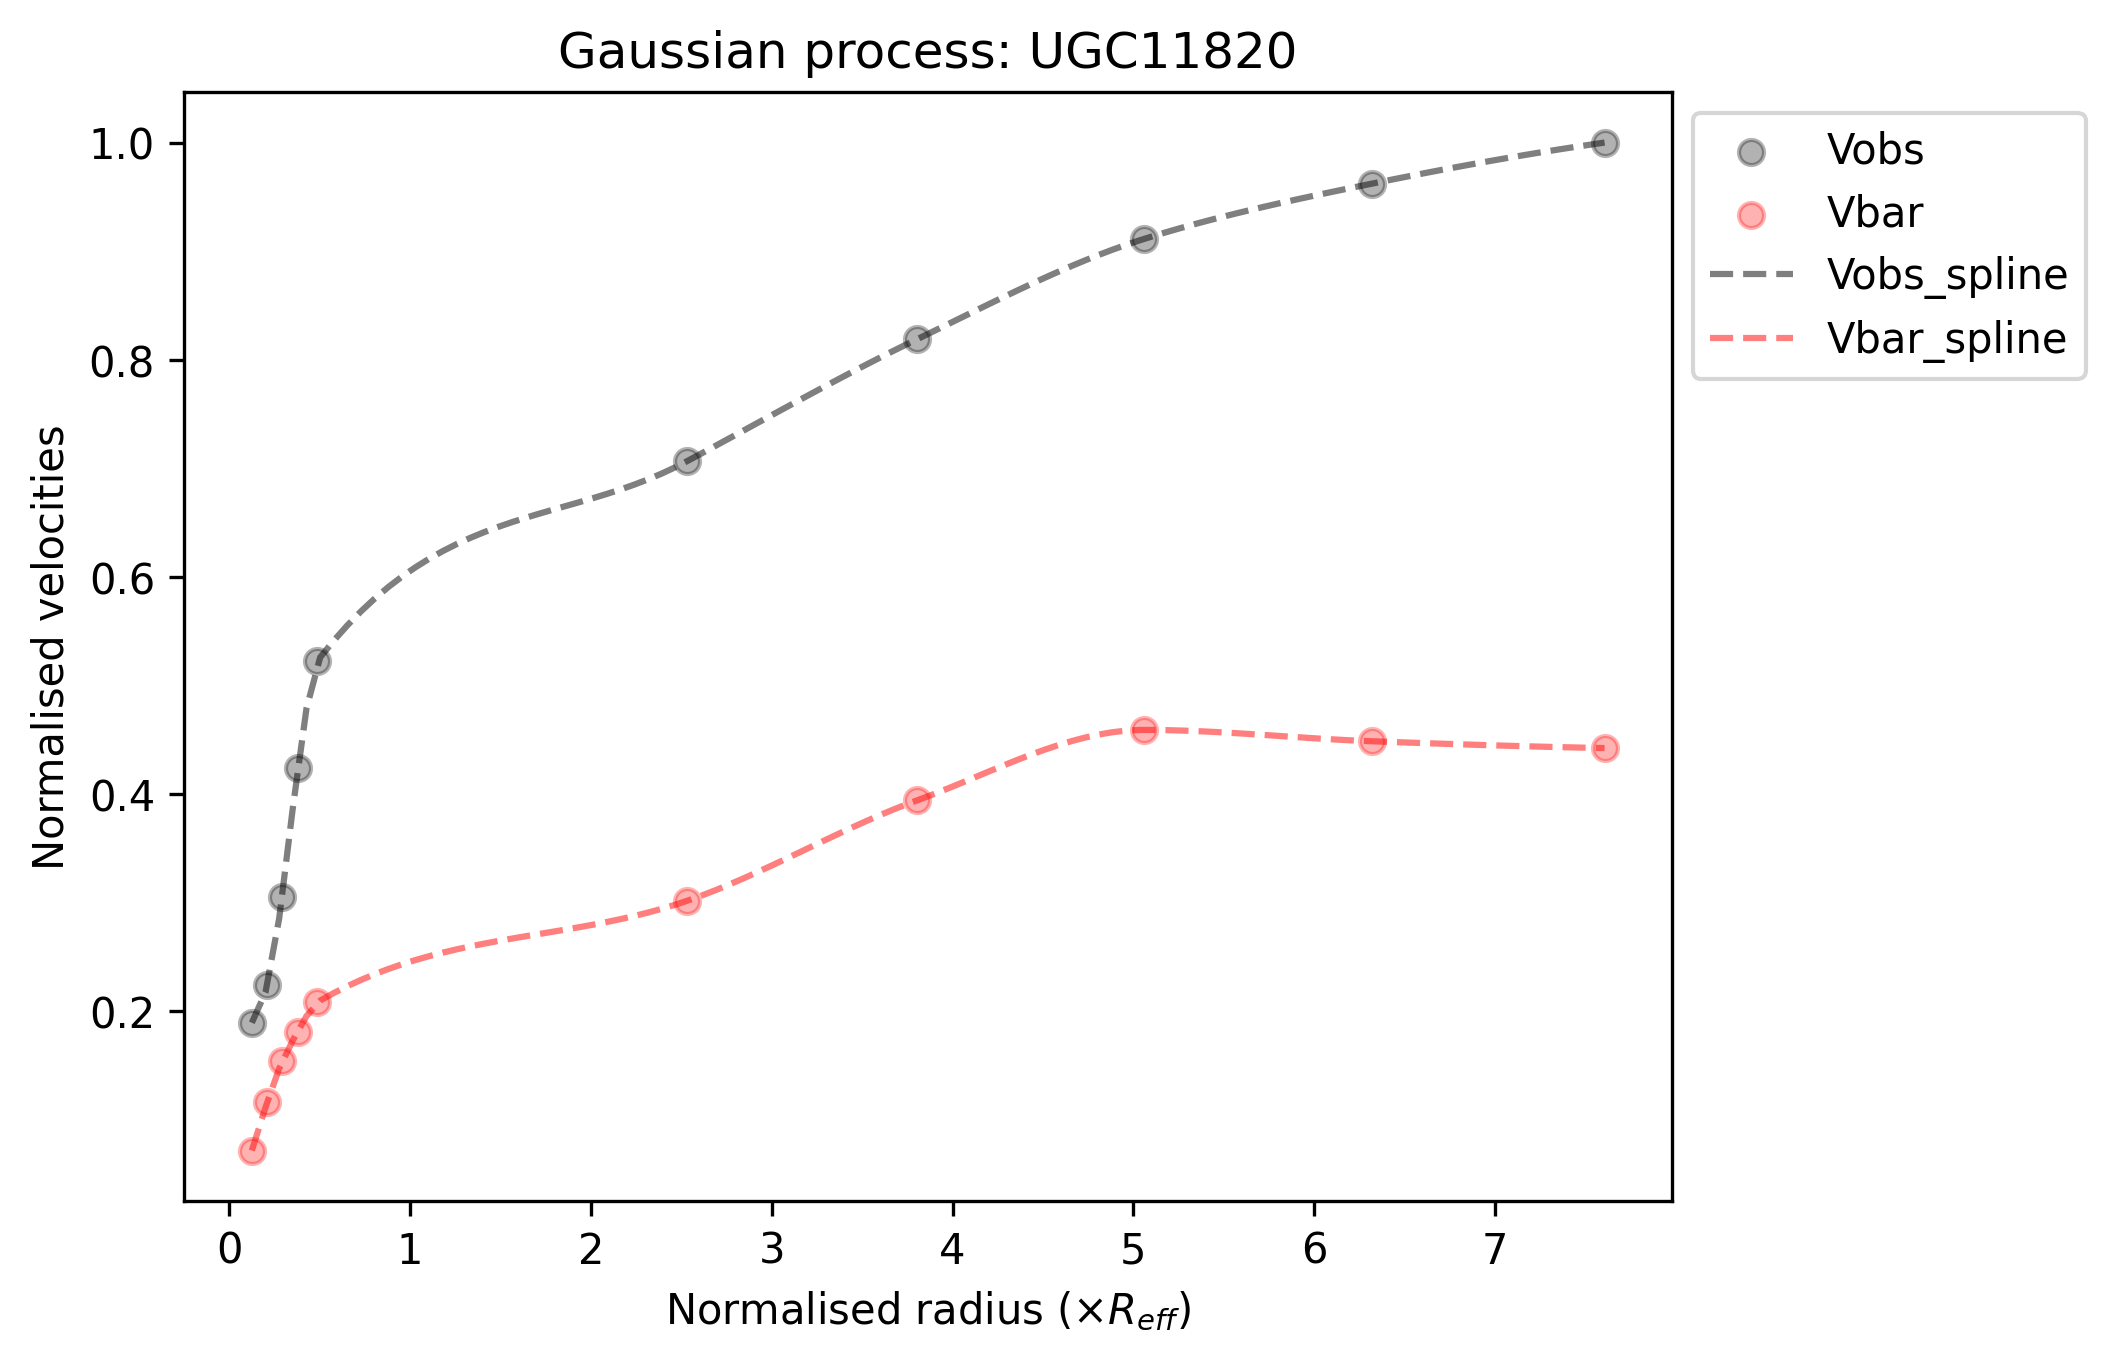 Gaussian process: UGC11820
Vobs
Vbar
Vobs_spline
Vbar_spline
Normalised velocities
1.0
0.8
0.6
0.4
0.2
0 1 2 3 4 5 6 7
Normalised radius (×R_eff)